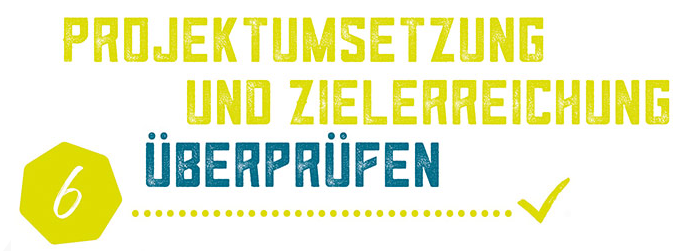 PROJEKTUMSETZUNG
UND ZIELERREICHUNG
ÜBERPRÜFEN
6